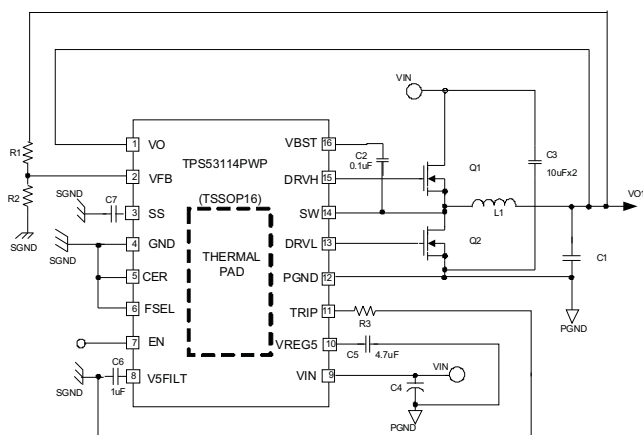 VIN
R1
1 VO
TPS53114PWP
VBST 16
C2
0.1uF
C3
10uFx2
R2
2 VFB
(TSSOP16)
DRVH 15
Q1
SGND
C7
3 SS
SW 14
L1
VO1
SGND
4 GND
THERMAL
PAD
DRVL 13
Q2
SGND
5 CER
PGND 12
C1
6 FSEL
TRIP 11
R3
PGND
7 EN
VREG5 10
C5
4.7uF
C6
1uF
SGND
8 V5FILT
VIN 9
VIN
C4
PGND